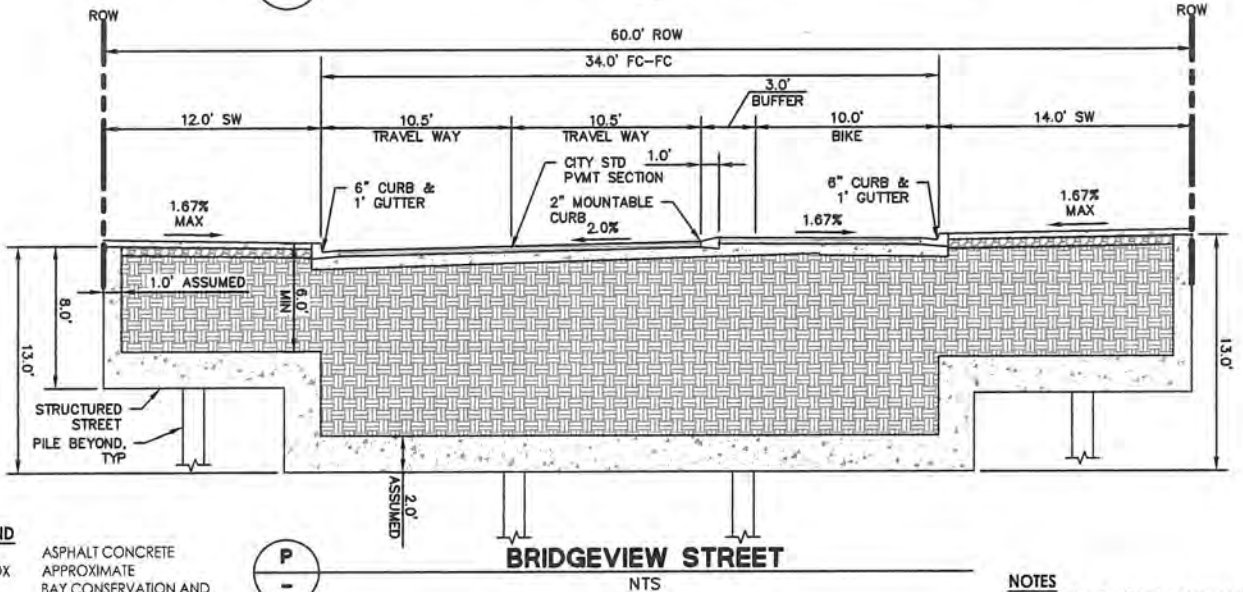 ROW
ROW
60.0' ROW
34.0' FC-FC
3.0'
BUFFER
12.0' SW
10.5'
TRAVEL WAY
10.5'
TRAVEL WAY
10.0'
BIKE
14.0' SW
1.0'
CITY STD
PVMT SECTION
6" CURB &
1' GUTTER
2" MOUNTABLE
CURB
2.0%
6" CURB &
1' GUTTER
1.67%
MAX
1.67%
1.67%
MAX
1.0' ASSUMED
6.0'
MIN
8.0'
13.0'
13.0'
STRUCTURED
STREET
PILE BEYOND,
TYP
2.0'
ASSUMED
P
-
BRIDGEVIEW STREET
NTS
ASPHALT CONCRETE
APPROXIMATE
BAY CONSERVATION AND
NOTES